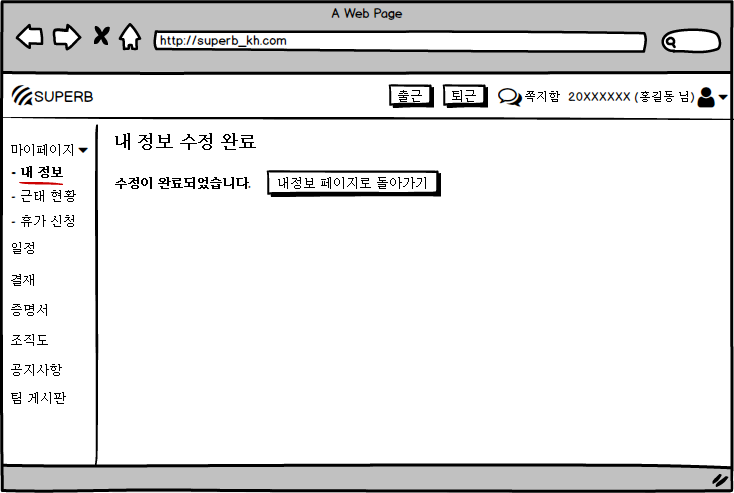 A Web Page
http://superb_kh.com
SUPERB
출근
퇴근
쪽지함
20XXXXXX (홍길동 님)
마이페이지
- 내 정보
- 근태 현황
- 휴가 신청
일정
결재
증명서
조직도
공지사항
팀 게시판
내 정보 수정 완료
수정이 완료되었습니다.
내정보 페이지로 돌아가기